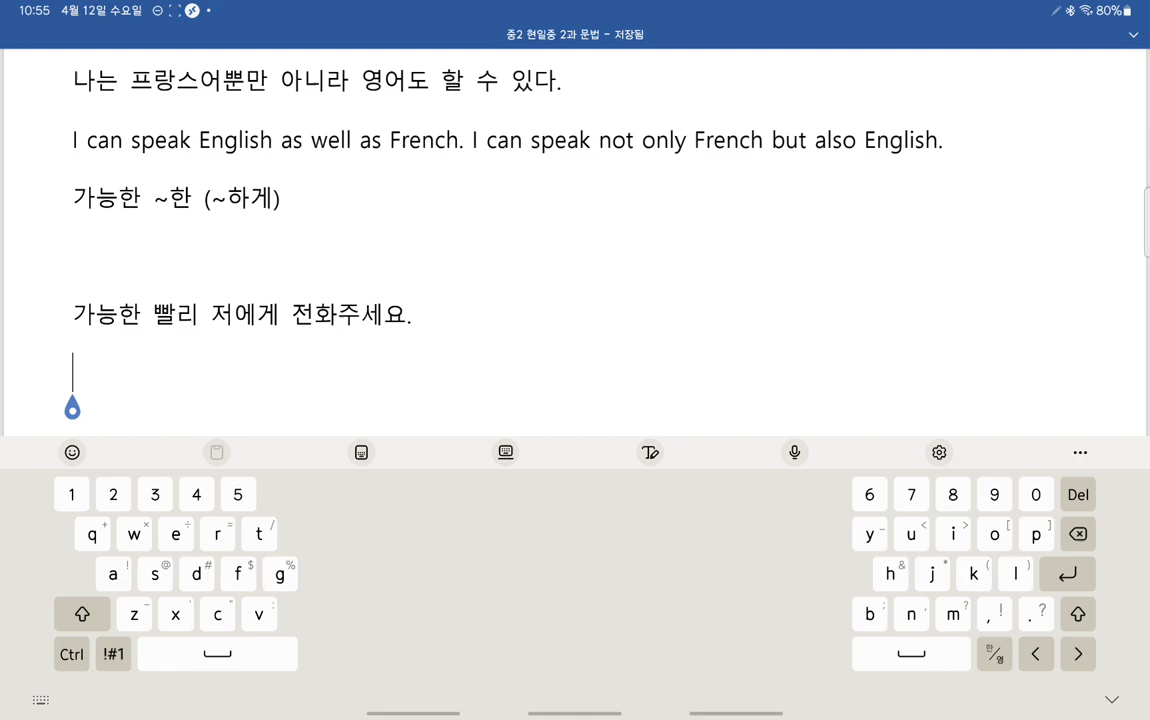 10:55 4월 12일 수요일 80%
중2 현일중 2과 문법 - 저장됨
나는 프랑스어뿐만 아니라 영어도 할 수 있다.
I can speak English as well as French. I can speak not only French but also English.
가능한 ~한 (~하게)
가능한 빨리 저에게 전화주세요.
1 2 3 4 5 6 7 8 9 0 Del
q + w × e ÷ r = t / y _ u < i > o [ p ]
a ! s @ d # f $ g % h & j * k ( l )
z - x ' c " v : b ; n , m ? , ! . ?
Ctrl !#1 한/영 < >